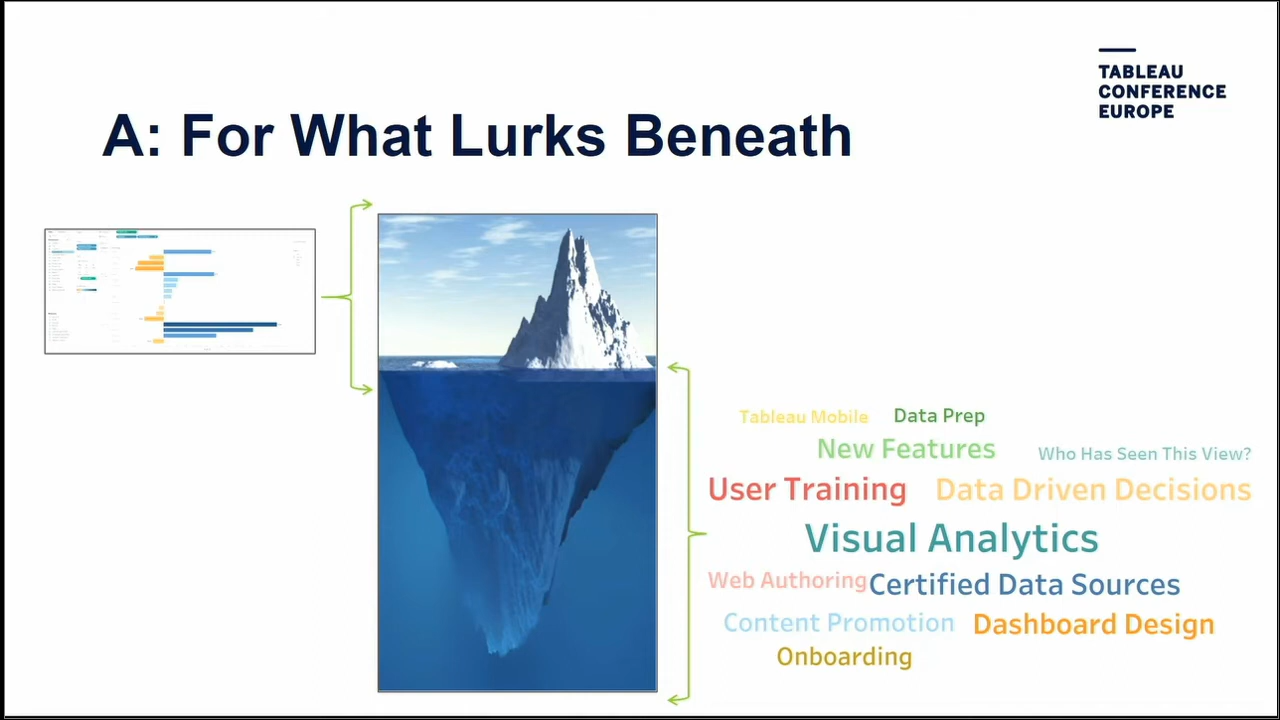 TABLEAU
CONFERENCE
EUROPE
A: For What Lurks Beneath
Tableau Mobile
Data Prep
New Features
Who Has Seen This View?
User Training
Data Driven Decisions
Visual Analytics
Web Authoring
Certified Data Sources
Content Promotion
Dashboard Design
Onboarding